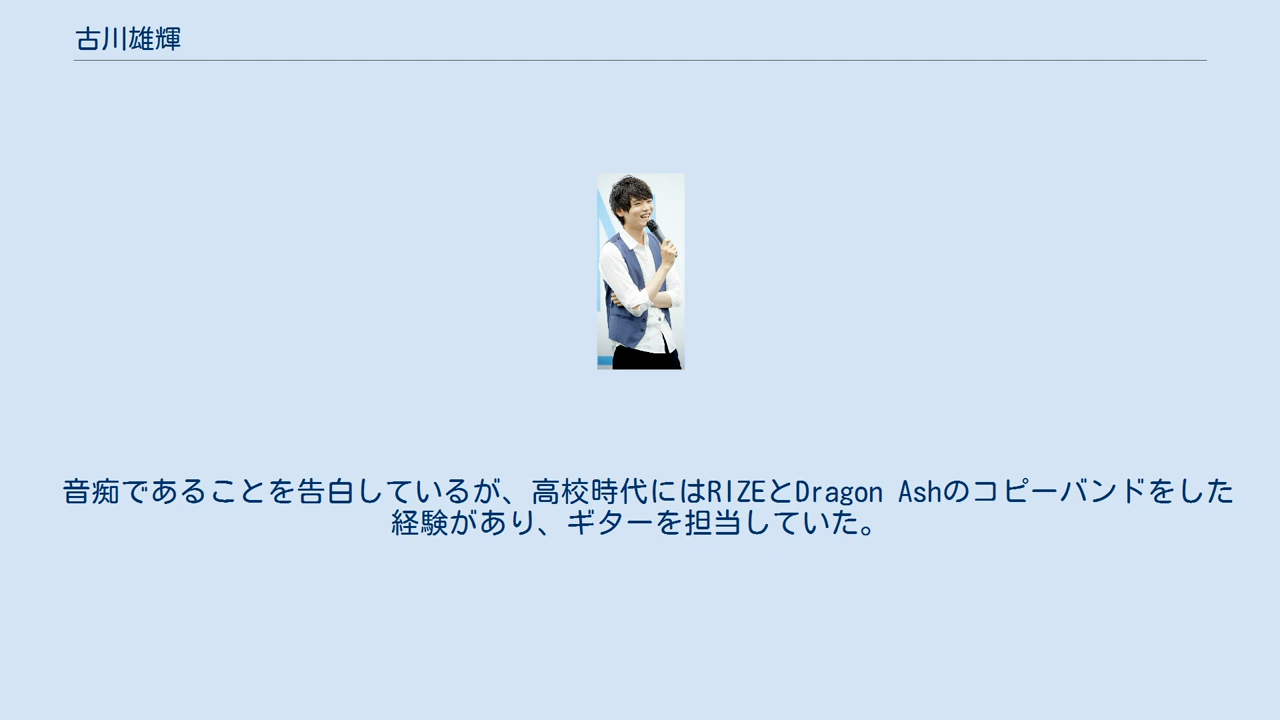 古川雄輝
音痴であることを告白しているが、高校時代にはRIZEとDragon Ashのコピーバンドをした
経験があり、ギターを担当していた。